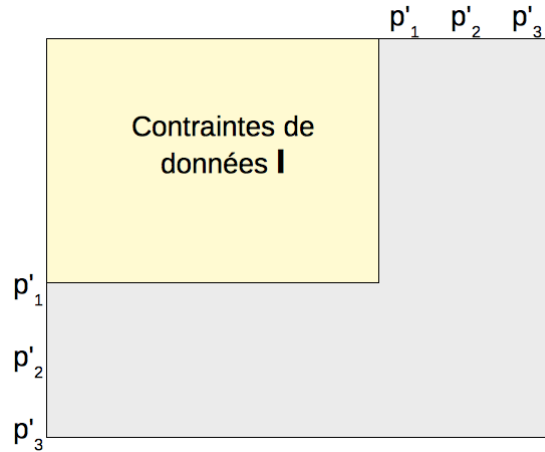 p'1 p'2 p'3
Contraintes de
données I
p'1
p'2
p'3